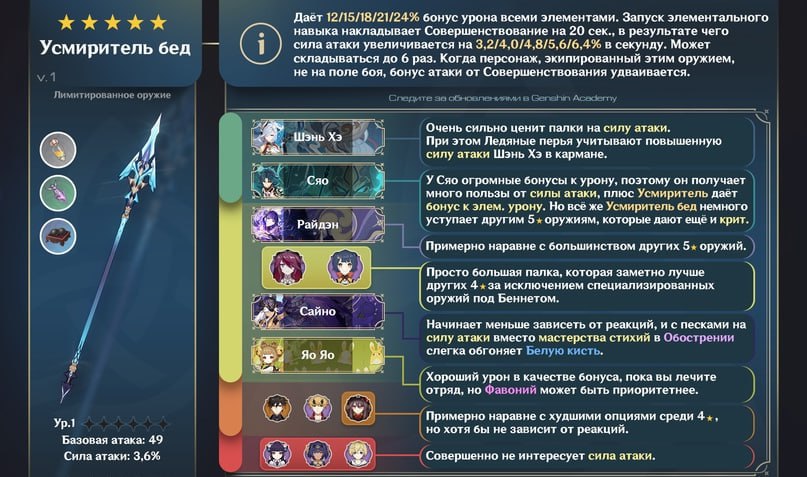 Усмиритель бед
v.1
Лимитированное оружие
Ур.1
Базовая атака: 49
Сила атаки: 3,6%
Даёт 12/15/18/21/24% бонус урона всеми элементами. Запуск элементального
навыка накладывает Совершенствование на 20 сек., в результате чего
сила атаки увеличивается на 3,2/4,0/4,8/5,6/6,4% в секунду. Может
складываться до 6 раз. Когда персонаж, экипированный этим оружием,
не на поле боя, бонус атаки от Совершенствования удваивается.
Следите за обновлениями в Genshin Academy
Шэнь Хэ
Очень сильно ценит палки на силу атаки.
При этом Ледяные перья учитывают повышенную
силу атаки Шэнь Хэ в кармане.
Сяо
У Сяо огромные бонусы к урону, поэтому он получает
много пользы от силы атаки, плюс Усмиритель даёт
бонус к элем. урону. Но всё же Усмиритель бед немного
уступает другим 5★ оружиям, которые дают ещё и крит.
Райдэн
Примерно наравне с большинством других 5★ оружий.
Просто большая палка, которая заметно лучше
других 4★ за исключением специализированных
оружий под Беннетом.
Сайно
Начинает меньше зависеть от реакций, и с песками на
силу атаки вместо мастерства стихий в Обострении
слегка обгоняет Белую кисть.
Яо Яо
Хороший урон в качестве бонуса, пока вы лечите
отряд, но Фавоний может быть приоритетнее.
Примерно наравне с худшими опциями среди 4★,
но хотя бы не зависит от реакций.
Совершенно не интересует сила атаки.